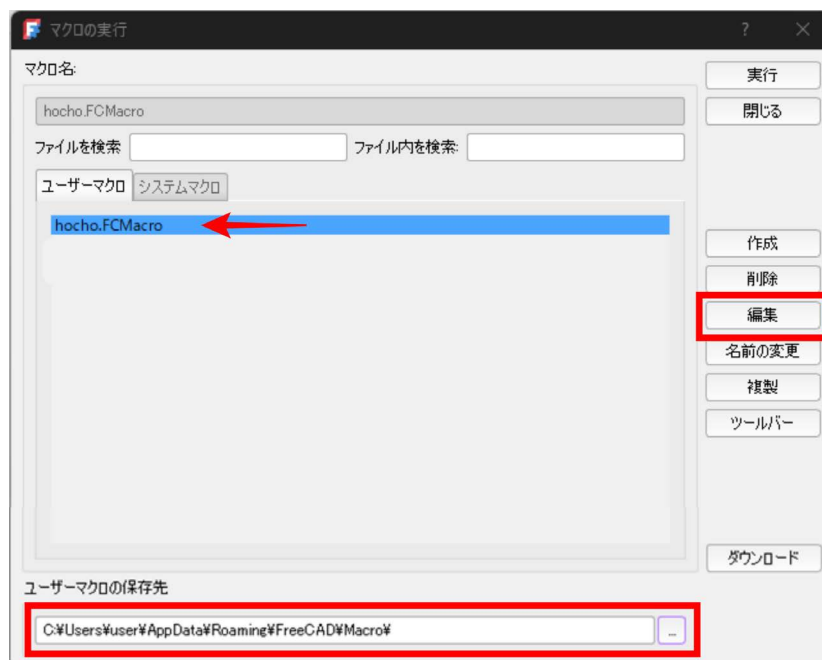 マクロの実行
?
マクロ名:
実行
hocho.FCMacro
閉じる
ファイルを検索
ファイル内を検索:
ユーザーマクロ
システムマクロ
hocho.FCMacro
作成
削除
編集
名前の変更
複製
ツールバー
ダウンロード
ユーザーマクロの保存先
C:¥Users¥user¥AppData¥Roaming¥FreeCAD¥Macro¥
...